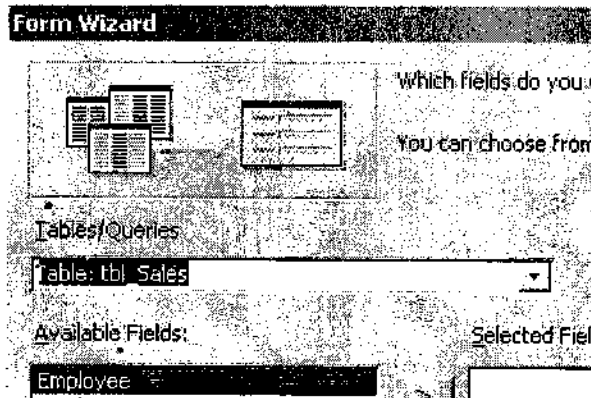 Form Wizard
Which fields do you
You can choose from
Tables/Queries
Table: tbl_Sales
Available Fields:
Selected Fiel
Employee